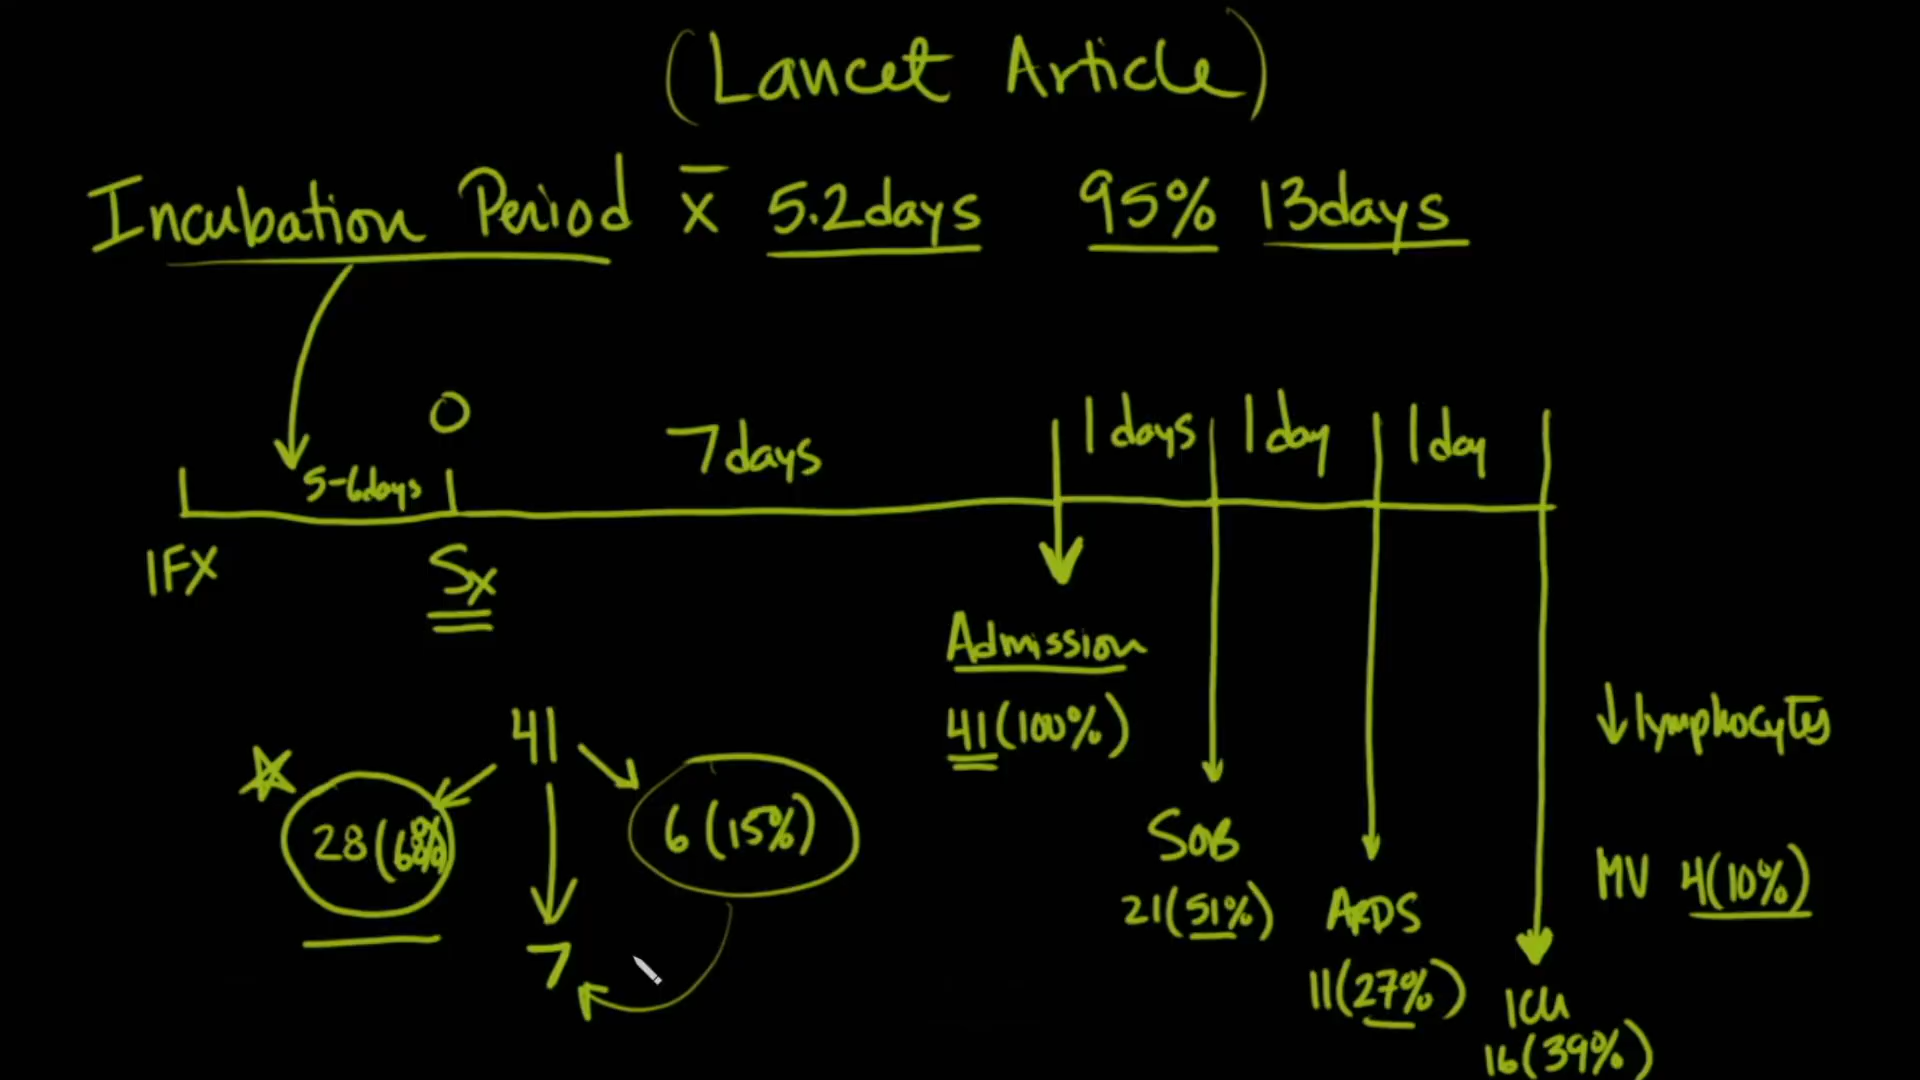 (Lancet Article)
Incubation Period x̄ 5.2days 95% 13days
0
7days
1 days
1 day
1 day
5-6days
IFX
Sx
Admission
41(100%)
↓lymphocytes
41
28(68%)
6(15%)
7
SOB
21(51%)
MV 4(10%)
ARDS
11(27%)
ICU
16(39%)